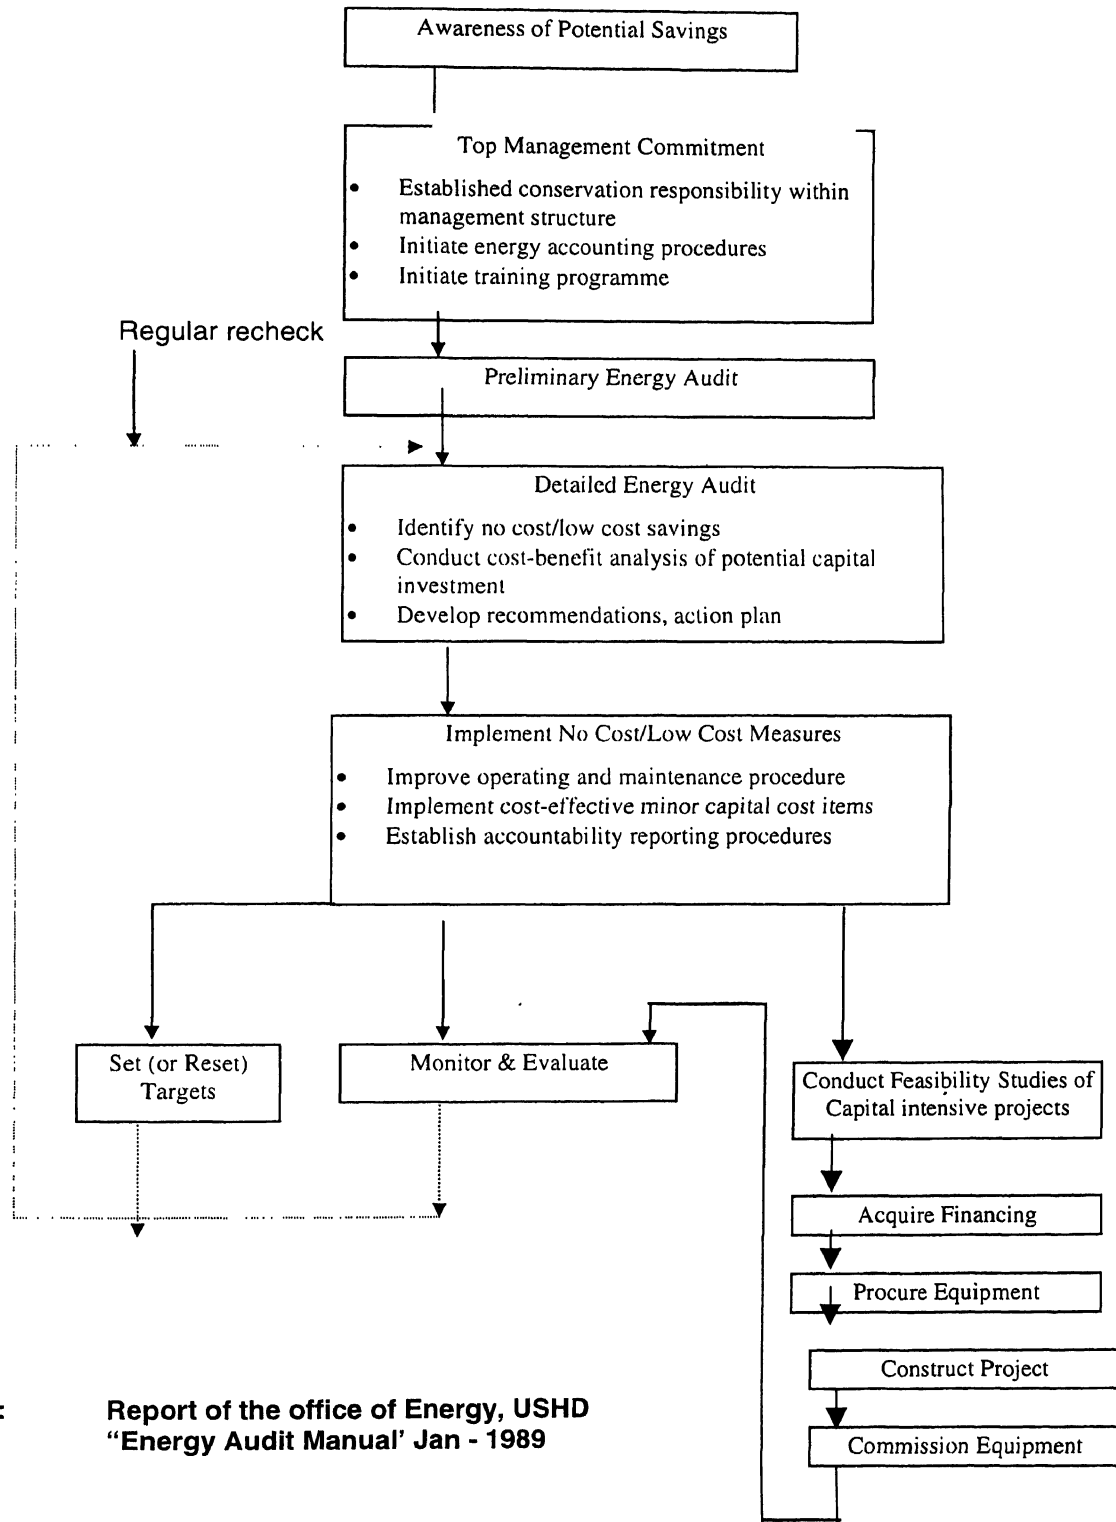 Awareness of Potential Savings
Top Management Commitment
• Established conservation responsibility within
management structure
• Initiate energy accounting procedures
• Initiate training programme
Regular recheck
Preliminary Energy Audit
Detailed Energy Audit
• Identify no cost/low cost savings
• Conduct cost-benefit analysis of potential capital
investment
• Develop recommendations, action plan
Implement No Cost/Low Cost Measures
• Improve operating and maintenance procedure
• Implement cost-effective minor capital cost items
• Establish accountability reporting procedures
Set (or Reset)
Targets
Monitor & Evaluate
Conduct Feasibility Studies of
Capital intensive projects
Acquire Financing
Procure Equipment
Construct Project
Commission Equipment
: Report of the office of Energy, USHD
“Energy Audit Manual’ Jan - 1989